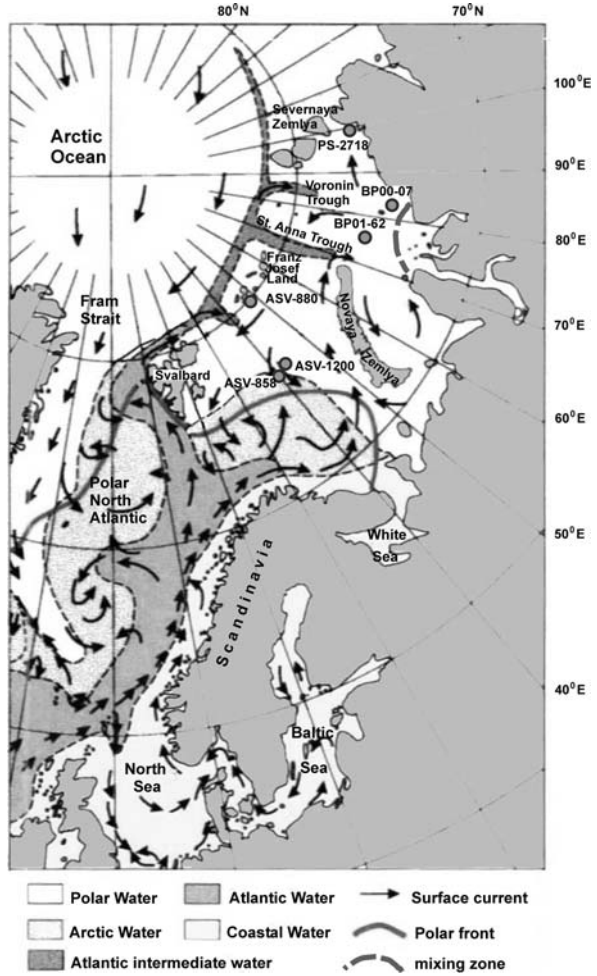 80°N
70°N
100°E
Severnaya
Zemlya
PS-2718
Arctic
Ocean
90°E
Voronin
Trough
BP00-07
BP01-62
St. Anna Trough
80°E
Franz
Josef
Land
ASV-8801
Fram
Strait
Novaya
Zemlya
70°E
ASV-1200
Svalbard
ASV-858
60°E
Polar
North
Atlantic
White
Sea
50°E
Scandinavia
40°E
Baltic
Sea
North
Sea
Polar Water
Atlantic Water
Surface current
Arctic Water
Coastal Water
Polar front
Atlantic intermediate water
mixing zone